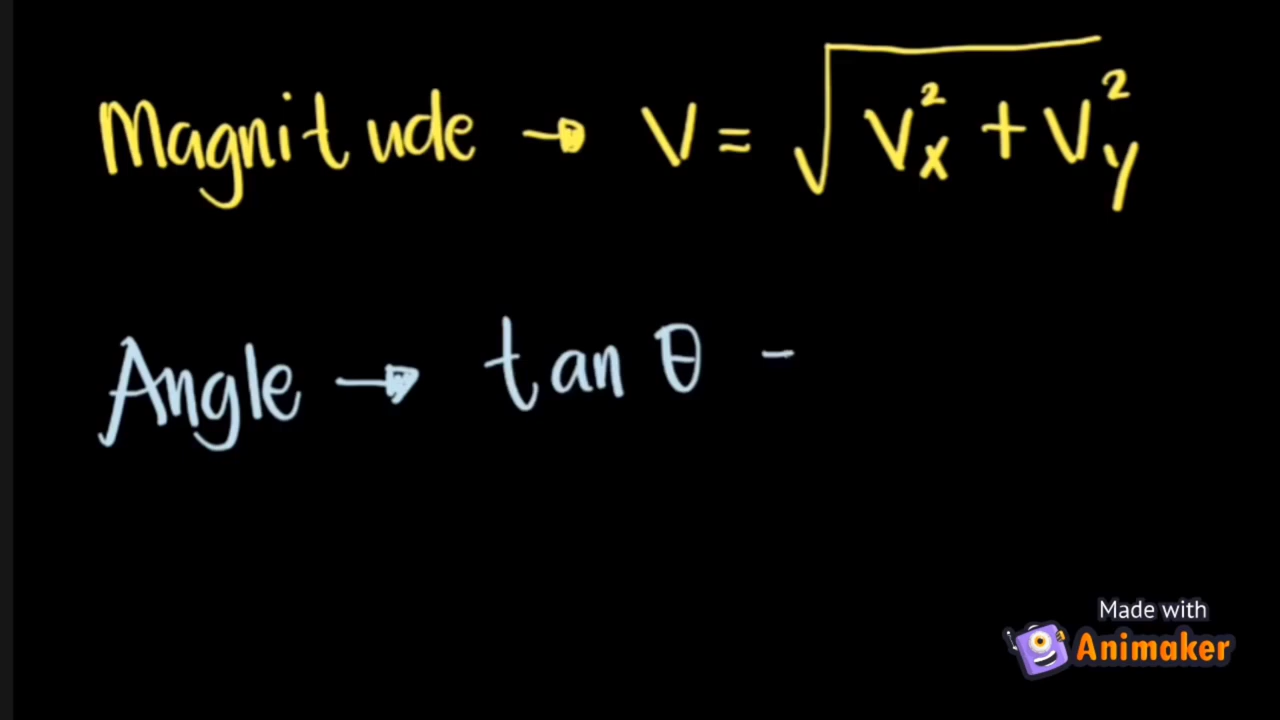 Magnitude → V = √Vx² + Vy²
Angle → tan θ -
Made with
Animaker